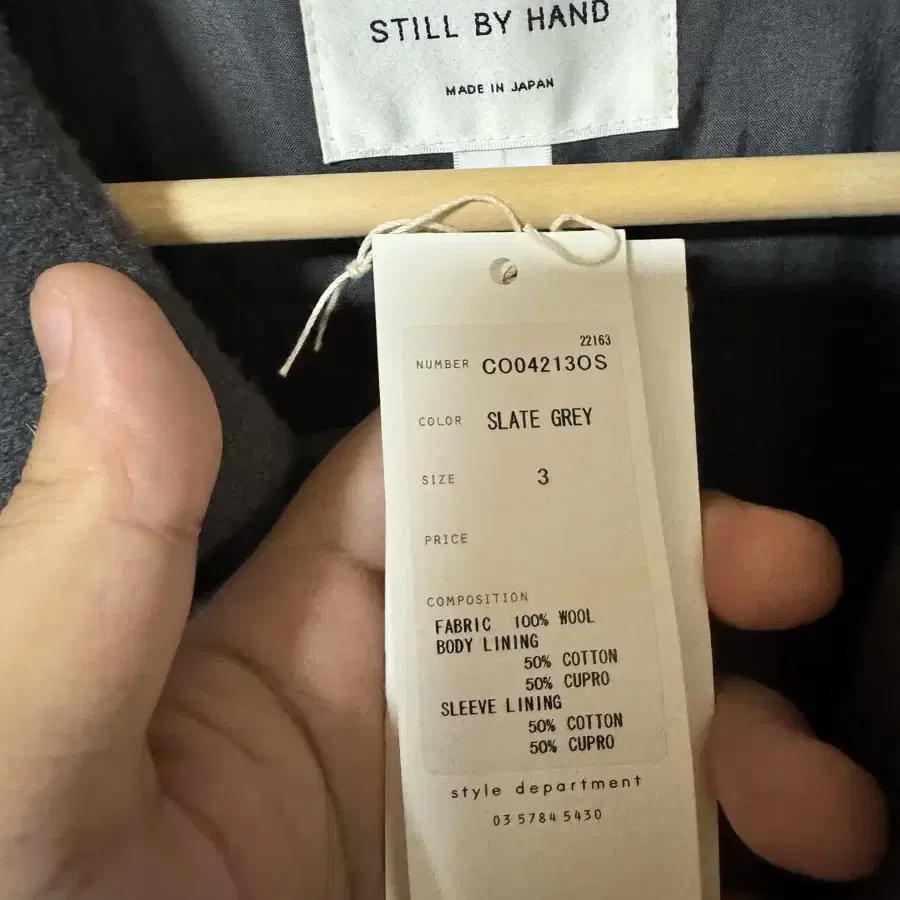 STILL BY HAND
MADE IN JAPAN
22163
NUMBER CO04213OS
COLOR SLATE GREY
SIZE 3
PRICE
COMPOSITION
FABRIC 100% WOOL
BODY LINING
50% COTTON
50% CUPRO
SLEEVE LINING
50% COTTON
50% CUPRO
style department
03 5784 5430